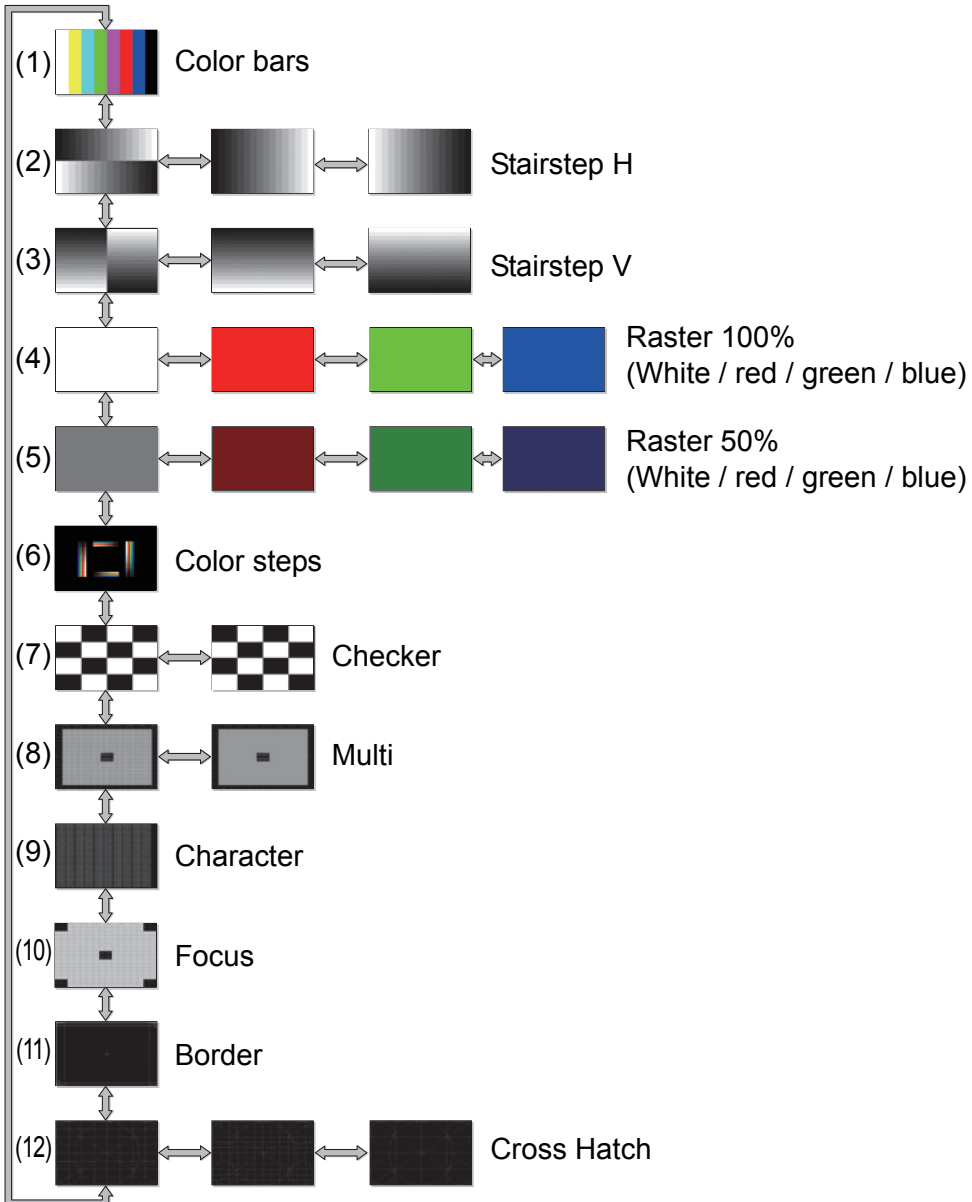 (1) Color bars
(2) Stairstep H
(3) Stairstep V
(4) Raster 100%
(White / red / green / blue)
(5) Raster 50%
(White / red / green / blue)
(6) Color steps
(7) Checker
(8) Multi
(9) Character
(10) Focus
(11) Border
(12) Cross Hatch